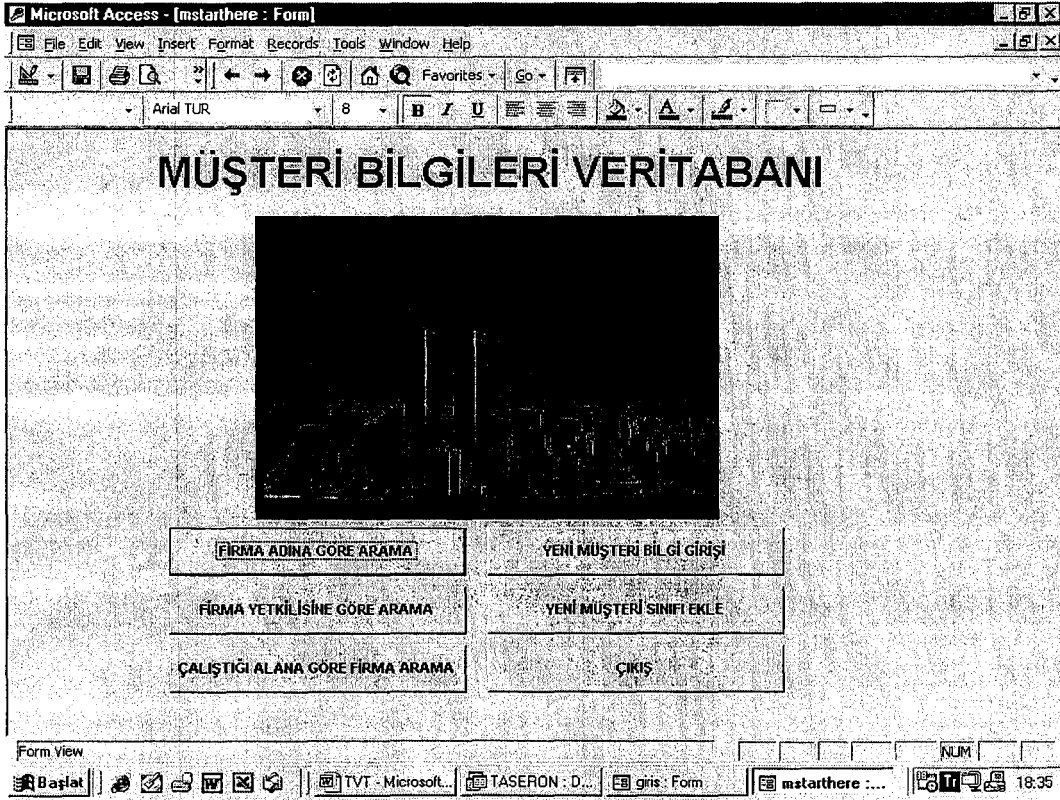 Microsoft Access - [mstarthere : Form]
File Edit View Insert Format Records Tools Window Help
Favorites Go
Arial TUR 8 B I U A
MÜŞTERİ BİLGİLERİ VERİTABANI
FİRMA ADINA GÖRE ARAMA YENİ MÜŞTERİ BİLGİ GİRİŞİ
FİRMA YETKİLİSİNE GÖRE ARAMA YENİ MÜŞTERİ SINIFI EKLE
ÇALIŞTIĞI ALANA GÖRE FİRMA ARAMA ÇIKIŞ
Form View NUM
Başlat TVT - Microsoft... TASERON : D... giris : Form mstarthere :... 18:35